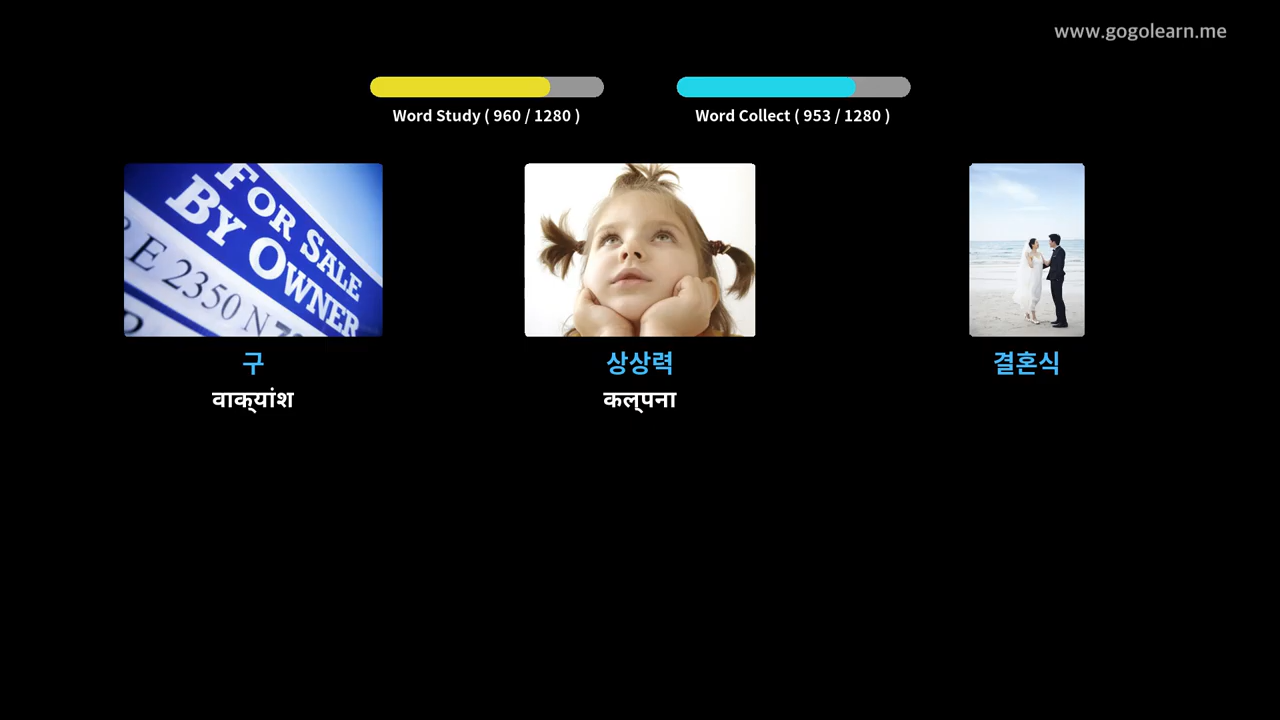 www.gogolearn.me
Word Study ( 960 / 1280 )
Word Collect ( 953 / 1280 )
FOR SALE
BY OWNER
E 2350 N
구
상상력
결혼식
वाक्यांश
कल्पना